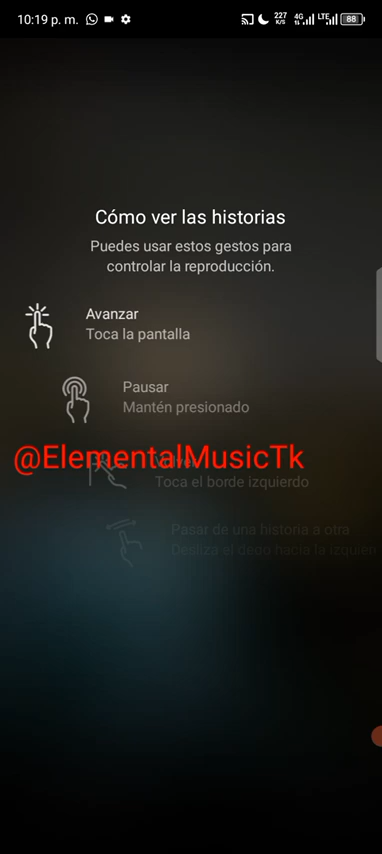 10:19 p. m.
227
K/S
4G
LTE
88
Cómo ver las historias
Puedes usar estos gestos para
controlar la reproducción.
Avanzar
Toca la pantalla
Pausar
Mantén presionado
@ElementalMusicTk
Toca el borde izquierdo
Pasar de una historia a otra
Desliza el dedo hacia la izquien